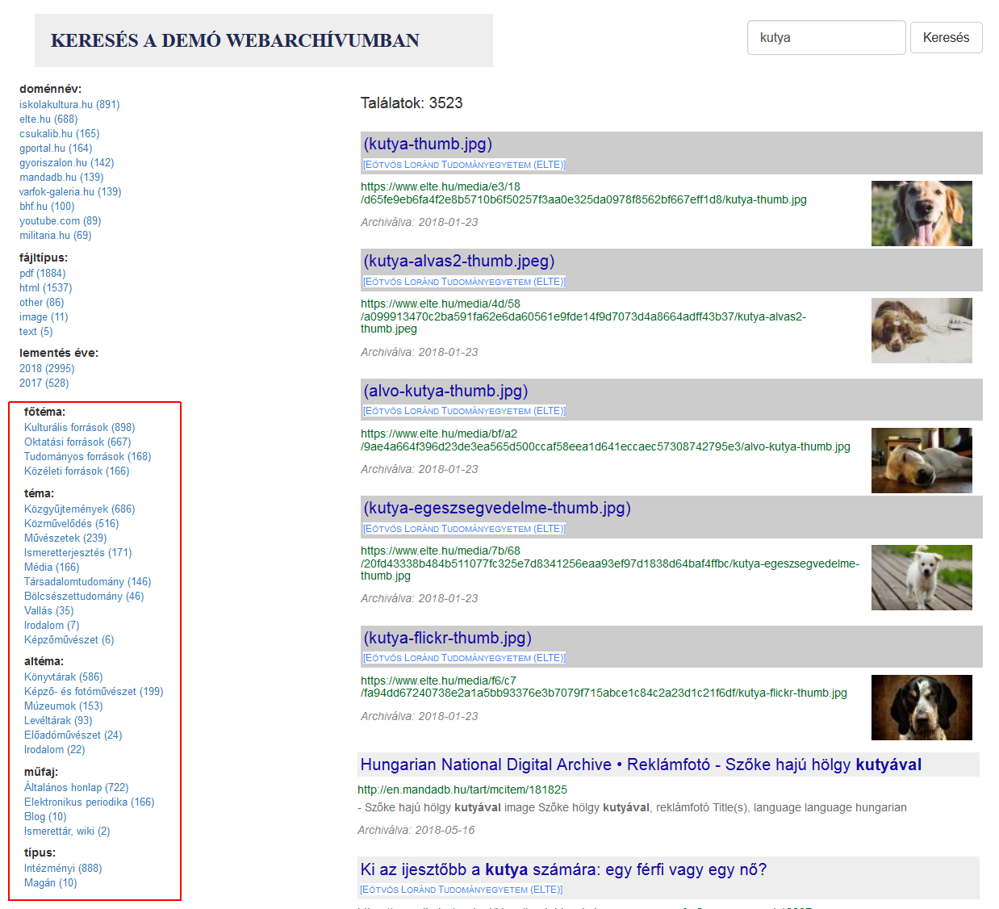 KERESÉS A DEMÓ WEBARCHÍVUMBAN
kutya
Keresés
doménnév:
iskolakultura.hu (891)
elte.hu (688)
csukalib.hu (165)
gportal.hu (164)
gyoriszalon.hu (142)
mandadb.hu (139)
varfok-galeria.hu (139)
bhf.hu (100)
youtube.com (89)
militaria.hu (69)
fájltípus:
pdf (1884)
html (1537)
other (86)
image (11)
text (5)
lementés éve:
2018 (2995)
2017 (528)
főtéma:
Kulturális források (898)
Oktatási források (667)
Tudományos források (168)
Közéleti források (166)
téma:
Közgyűjtemények (686)
Közművelődés (516)
Művészetek (239)
Ismeretterjesztés (171)
Média (166)
Társadalomtudomány (146)
Bölcsészettudomány (46)
Vallás (35)
Irodalom (7)
Képzőművészet (6)
altéma:
Könyvtárak (586)
Képző- és fotóművészet (199)
Múzeumok (153)
Levéltárak (93)
Előadóművészet (24)
Irodalom (22)
műfaj:
Általános honlap (722)
Elektronikus periodika (166)
Blog (10)
Ismerettár, wiki (2)
típus:
Intézményi (888)
Magán (10)
Találatok: 3523
(kutya-thumb.jpg)
[Eötvös Loránd Tudományegyetem (ELTE)]
https://www.elte.hu/media/e3/18
/d65fe9eb6fa4f2e8b5710b6f50257f3aa0e325da0978f8562bf667eff1d8/kutya-thumb.jpg
Archiválva: 2018-01-23
(kutya-alvas2-thumb.jpeg)
[Eötvös Loránd Tudományegyetem (ELTE)]
https://www.elte.hu/media/4d/58
/a099913470c2ba591fa62e6da60561e9fde14f9d7073d4a8664adff43b37/kutya-alvas2-
thumb.jpeg
Archiválva: 2018-01-23
(alvo-kutya-thumb.jpg)
[Eötvös Loránd Tudományegyetem (ELTE)]
https://www.elte.hu/media/bf/a2
/9ae4a664f396d23de3ea565d500ccaf58eea1d641eccaec57308742795e3/alvo-kutya-thumb.jpg
Archiválva: 2018-01-23
(kutya-egeszsegvedelme-thumb.jpg)
[Eötvös Loránd Tudományegyetem (ELTE)]
https://www.elte.hu/media/7b/68
/20fd43338b484b511077fc325e7d8341256eaa93ef97d1838d64baf4ffbc/kutya-egeszsegvedelme-
thumb.jpg
Archiválva: 2018-01-23
(kutya-flickr-thumb.jpg)
[Eötvös Loránd Tudományegyetem (ELTE)]
https://www.elte.hu/media/f6/c7
/fa94dd67240738e2a1a5bb93376e3b7079f715abce1c84c2a23d1c21f6df/kutya-flickr-thumb.jpg
Archiválva: 2018-01-23
Hungarian National Digital Archive • Reklámfotó - Szőke hajú hölgy kutyával
http://en.mandadb.hu/tart/mcitem/181825
- Szőke hajú hölgy kutyával image Szőke hölgy kutyával, reklámfotó Title(s), language language hungarian
Archiválva: 2018-05-16
Ki az ijesztőbb a kutya számára: egy férfi vagy egy nő?
[Eötvös Loránd Tudományegyetem (ELTE)]